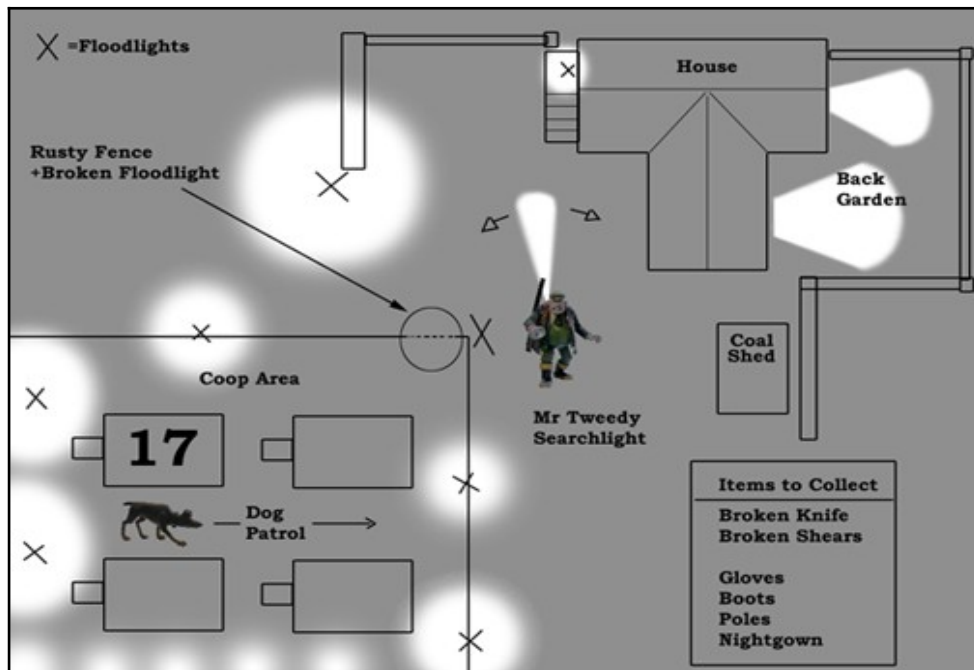 X =Floodlights
House
Rusty Fence
+Broken Floodlight
Back
Garden
Coal
Shed
Coop Area
Mr Tweedy
Searchlight
17
Dog
Patrol
Items to Collect
Broken Knife
Broken Shears
Gloves
Boots
Poles
Nightgown